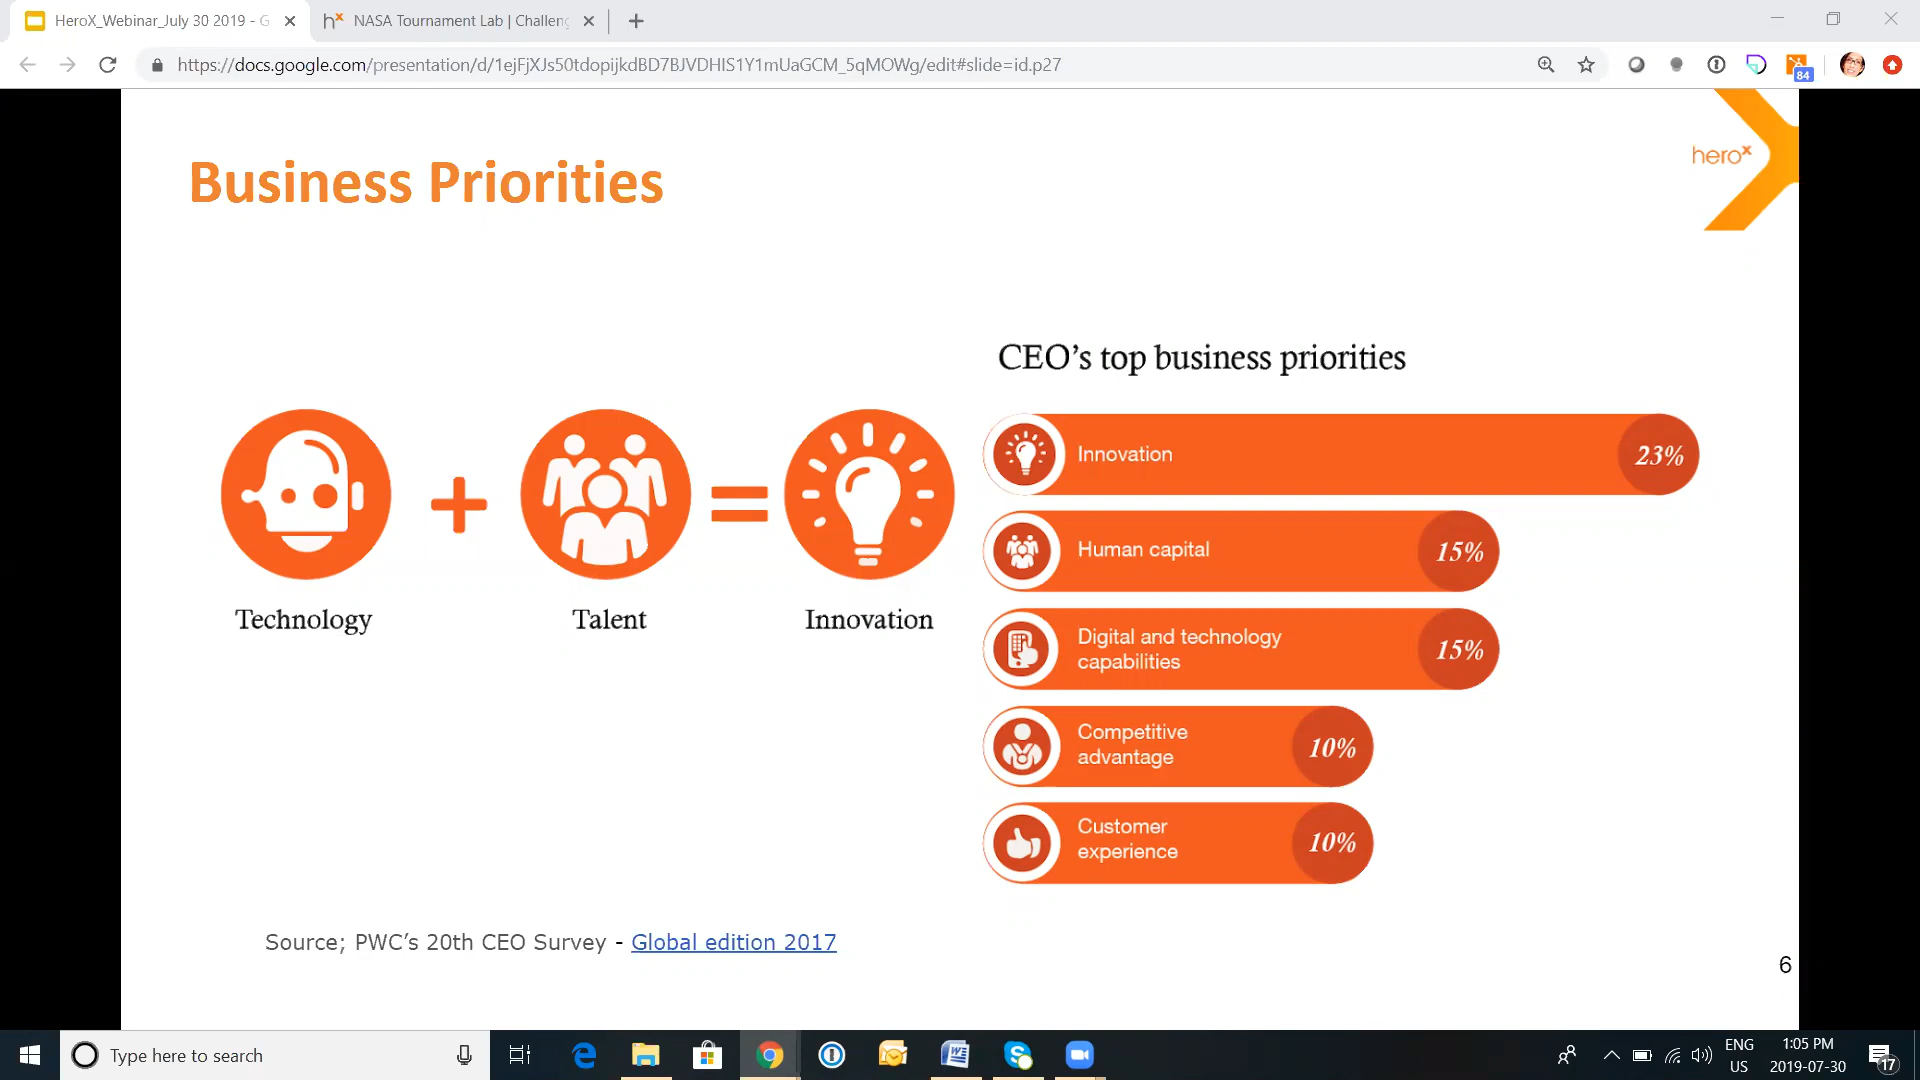 HeroX_Webinar_July 30 2019 - G
hx NASA Tournament Lab | Challeng
https://docs.google.com/presentation/d/1ejFjXJs50tdopijkdBD7BJVDHIS1Y1mUaGCM_5qMOWg/edit#slide=id.p27
84
herox
Business Priorities
CEO's top business priorities
Innovation 23%
Human capital 15%
Digital and technology
capabilities
15%
Competitive
advantage
10%
Customer
experience
10%
Technology + Talent = Innovation
Source; PWC's 20th CEO Survey - Global edition 2017
6
Type here to search
ENG
US
1:05 PM
2019-07-30
17